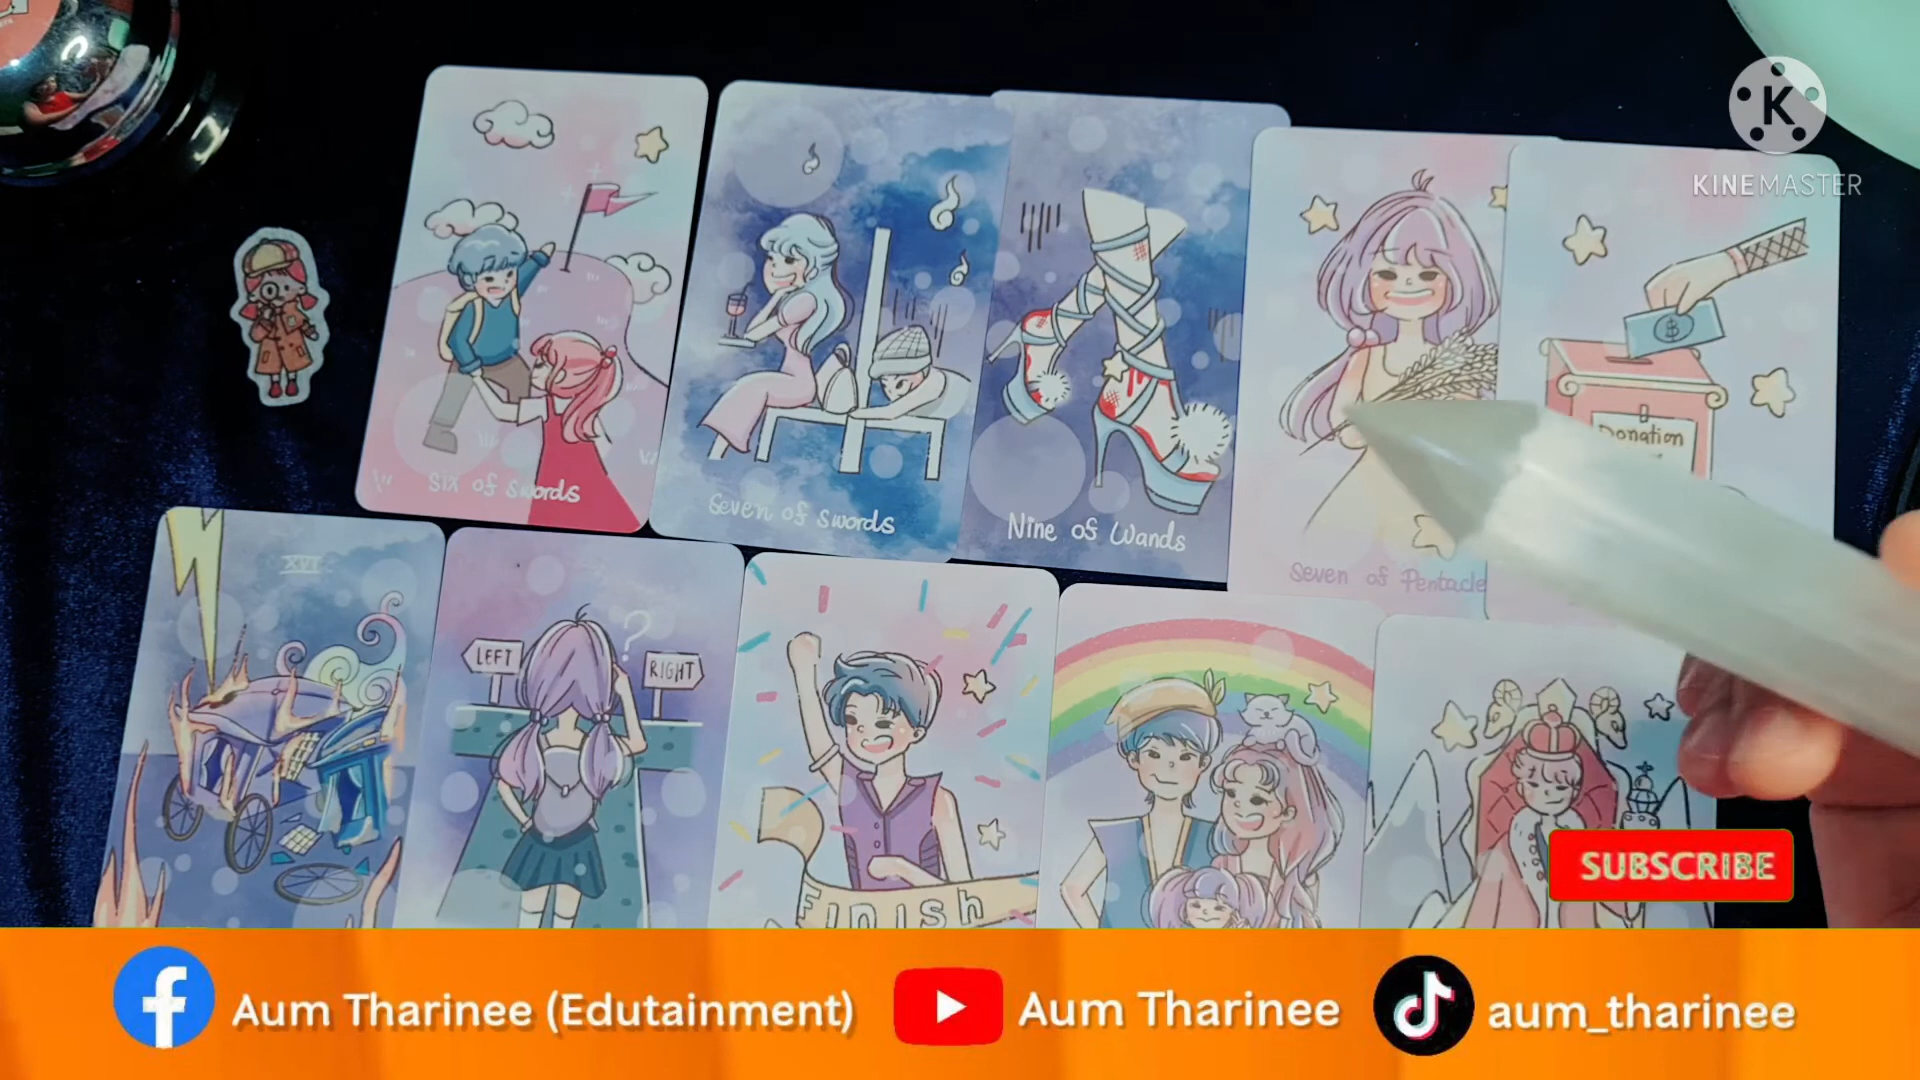 K
KINEMASTER
Six of swords
Seven of swords
Nine of Wands
Seven of Pentacle
$
Donation
XVI
LEFT
?
RIGHT
Finish
SUBSCRIBE
Aum Tharinee (Edutainment)
Aum Tharinee
aum_tharinee